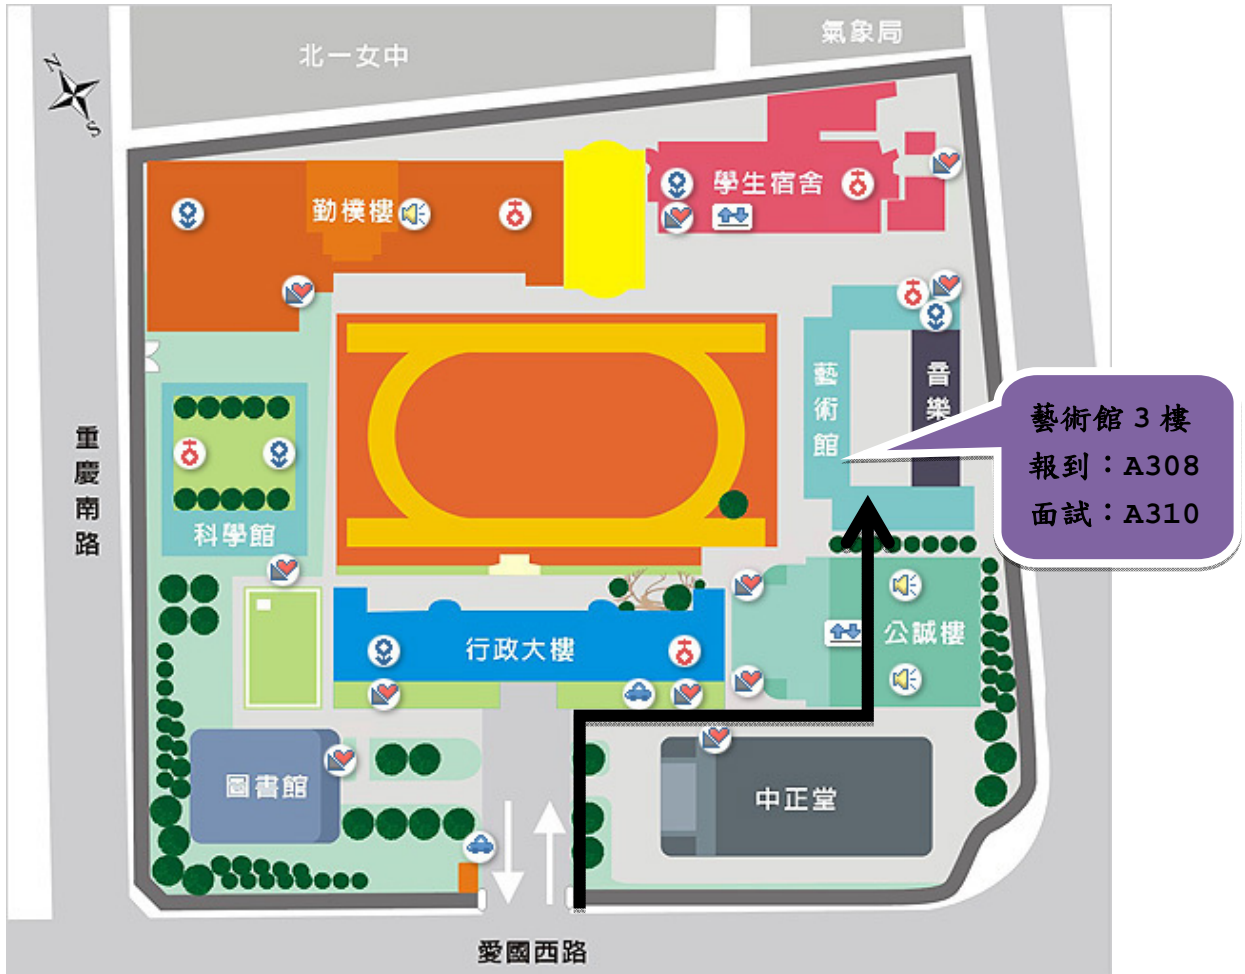 北一女中
氣象局
N
S
勤樸樓
學生宿舍
藝術館
音樂
藝術館 3 樓
報到：A308
面試：A310
重慶南路
科學館
行政大樓
公誠樓
圖書館
中正堂
愛國西路